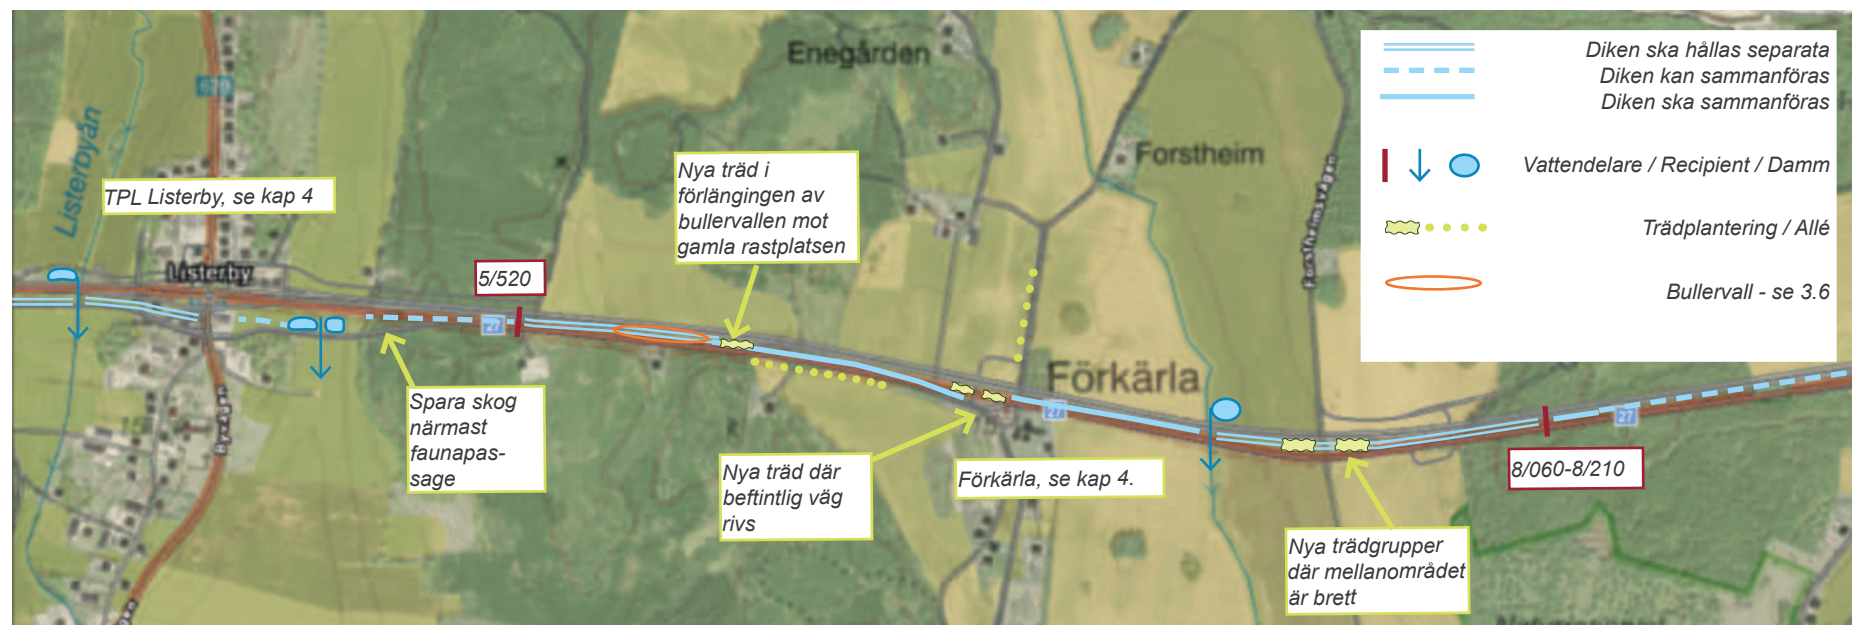 Enegården
Diken ska hållas separata
Diken kan sammanföras
Diken ska sammanföras
Vattendelare / Recipient / Damm
Trädplantering / Allé
Bullervall - se 3.6
Listerbyån
Forstheim
Forstheimsvägen
TPL Listerby, se kap 4
Nya träd i
förlängingen av
bullervallen mot
gamla rastplatsen
Listerby
5/520
27
Förkärla
27
27
Spara skog
närmast
faunapas-
sage
Nya träd där
beftintlig väg
rivs
Förkärla, se kap 4.
8/060-8/210
Nya trädgrupper
där mellanområdet
är brett
15